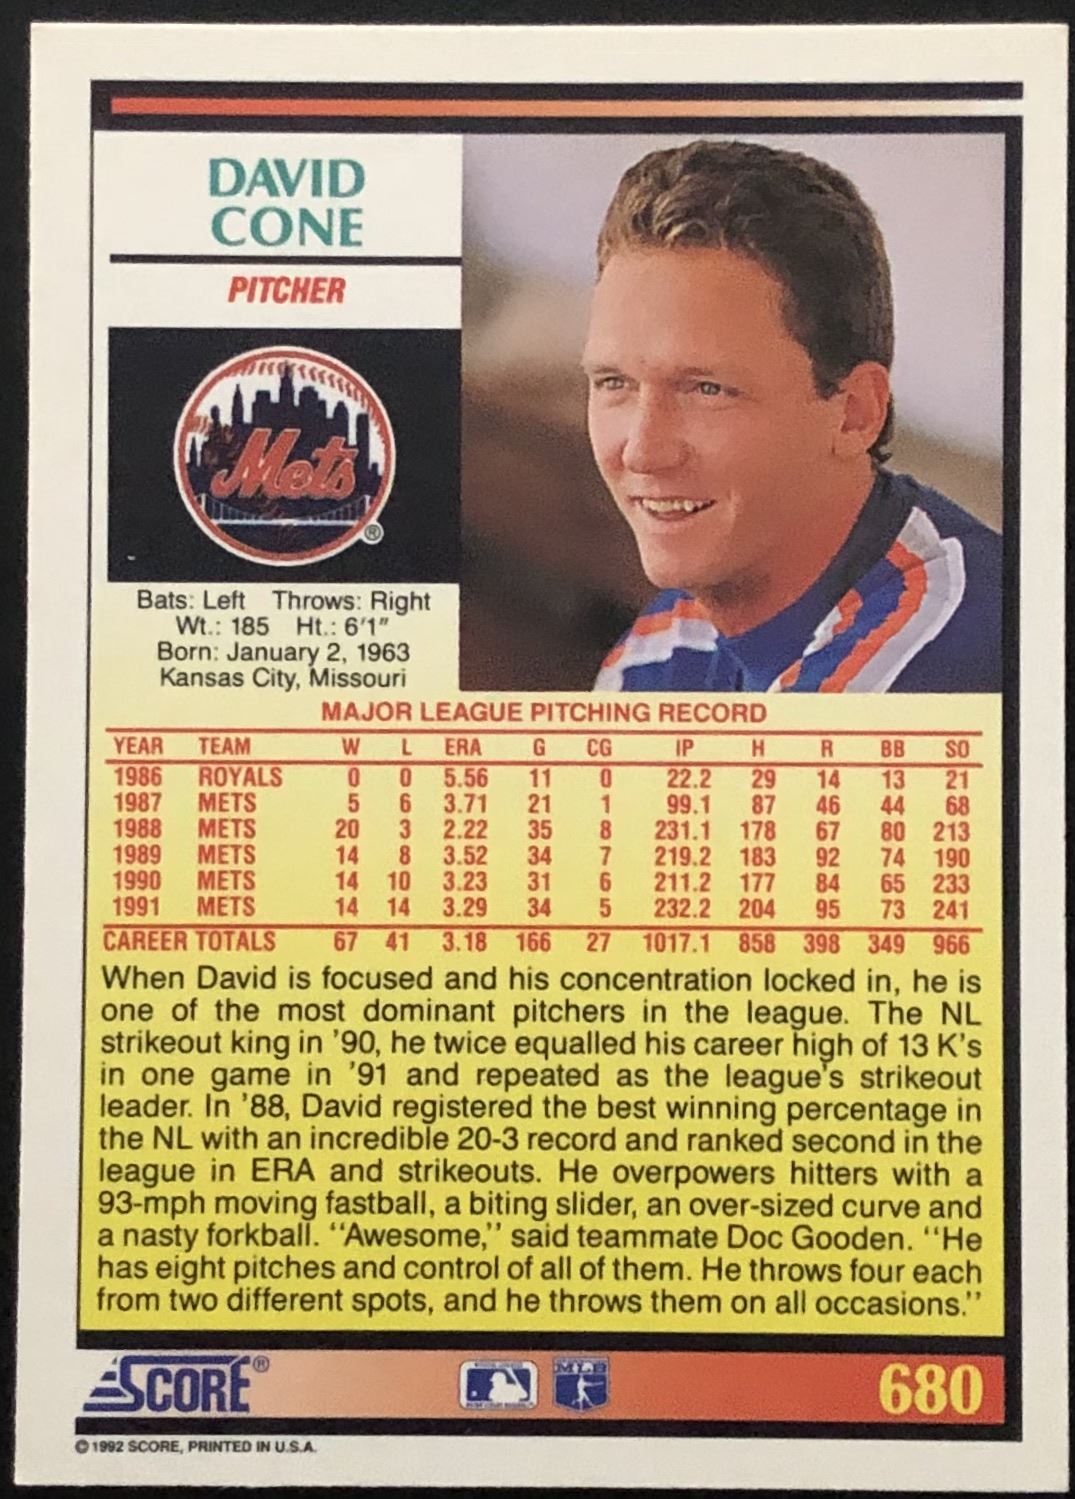 DAVID
CONE
PITCHER
Mets
®
Bats: Left Throws: Right
Wt.: 185 Ht.: 6'1"
Born: January 2, 1963
Kansas City, Missouri
MAJOR LEAGUE PITCHING RECORD
YEAR TEAM W L ERA G CG IP H R BB SO
1986 ROYALS 0 0 5.56 11 0 22.2 29 14 13 21
1987 METS 5 6 3.71 21 1 99.1 87 46 44 68
1988 METS 20 3 2.22 35 8 231.1 178 67 80 213
1989 METS 14 8 3.52 34 7 219.2 183 92 74 190
1990 METS 14 10 3.23 31 6 211.2 177 84 65 233
1991 METS 14 14 3.29 34 5 232.2 204 95 73 241
CAREER TOTALS 67 41 3.18 166 27 1017.1 858 398 349 966
When David is focused and his concentration locked in, he is
one of the most dominant pitchers in the league. The NL
strikeout king in '90, he twice equalled his career high of 13 K's
in one game in '91 and repeated as the league's strikeout
leader. In '88, David registered the best winning percentage in
the NL with an incredible 20-3 record and ranked second in the
league in ERA and strikeouts. He overpowers hitters with a
93-mph moving fastball, a biting slider, an over-sized curve and
a nasty forkball. "Awesome," said teammate Doc Gooden. "He
has eight pitches and control of all of them. He throws four each
from two different spots, and he throws them on all occasions."
SCORE® MLB 680
© 1992 SCORE, PRINTED IN U.S.A.